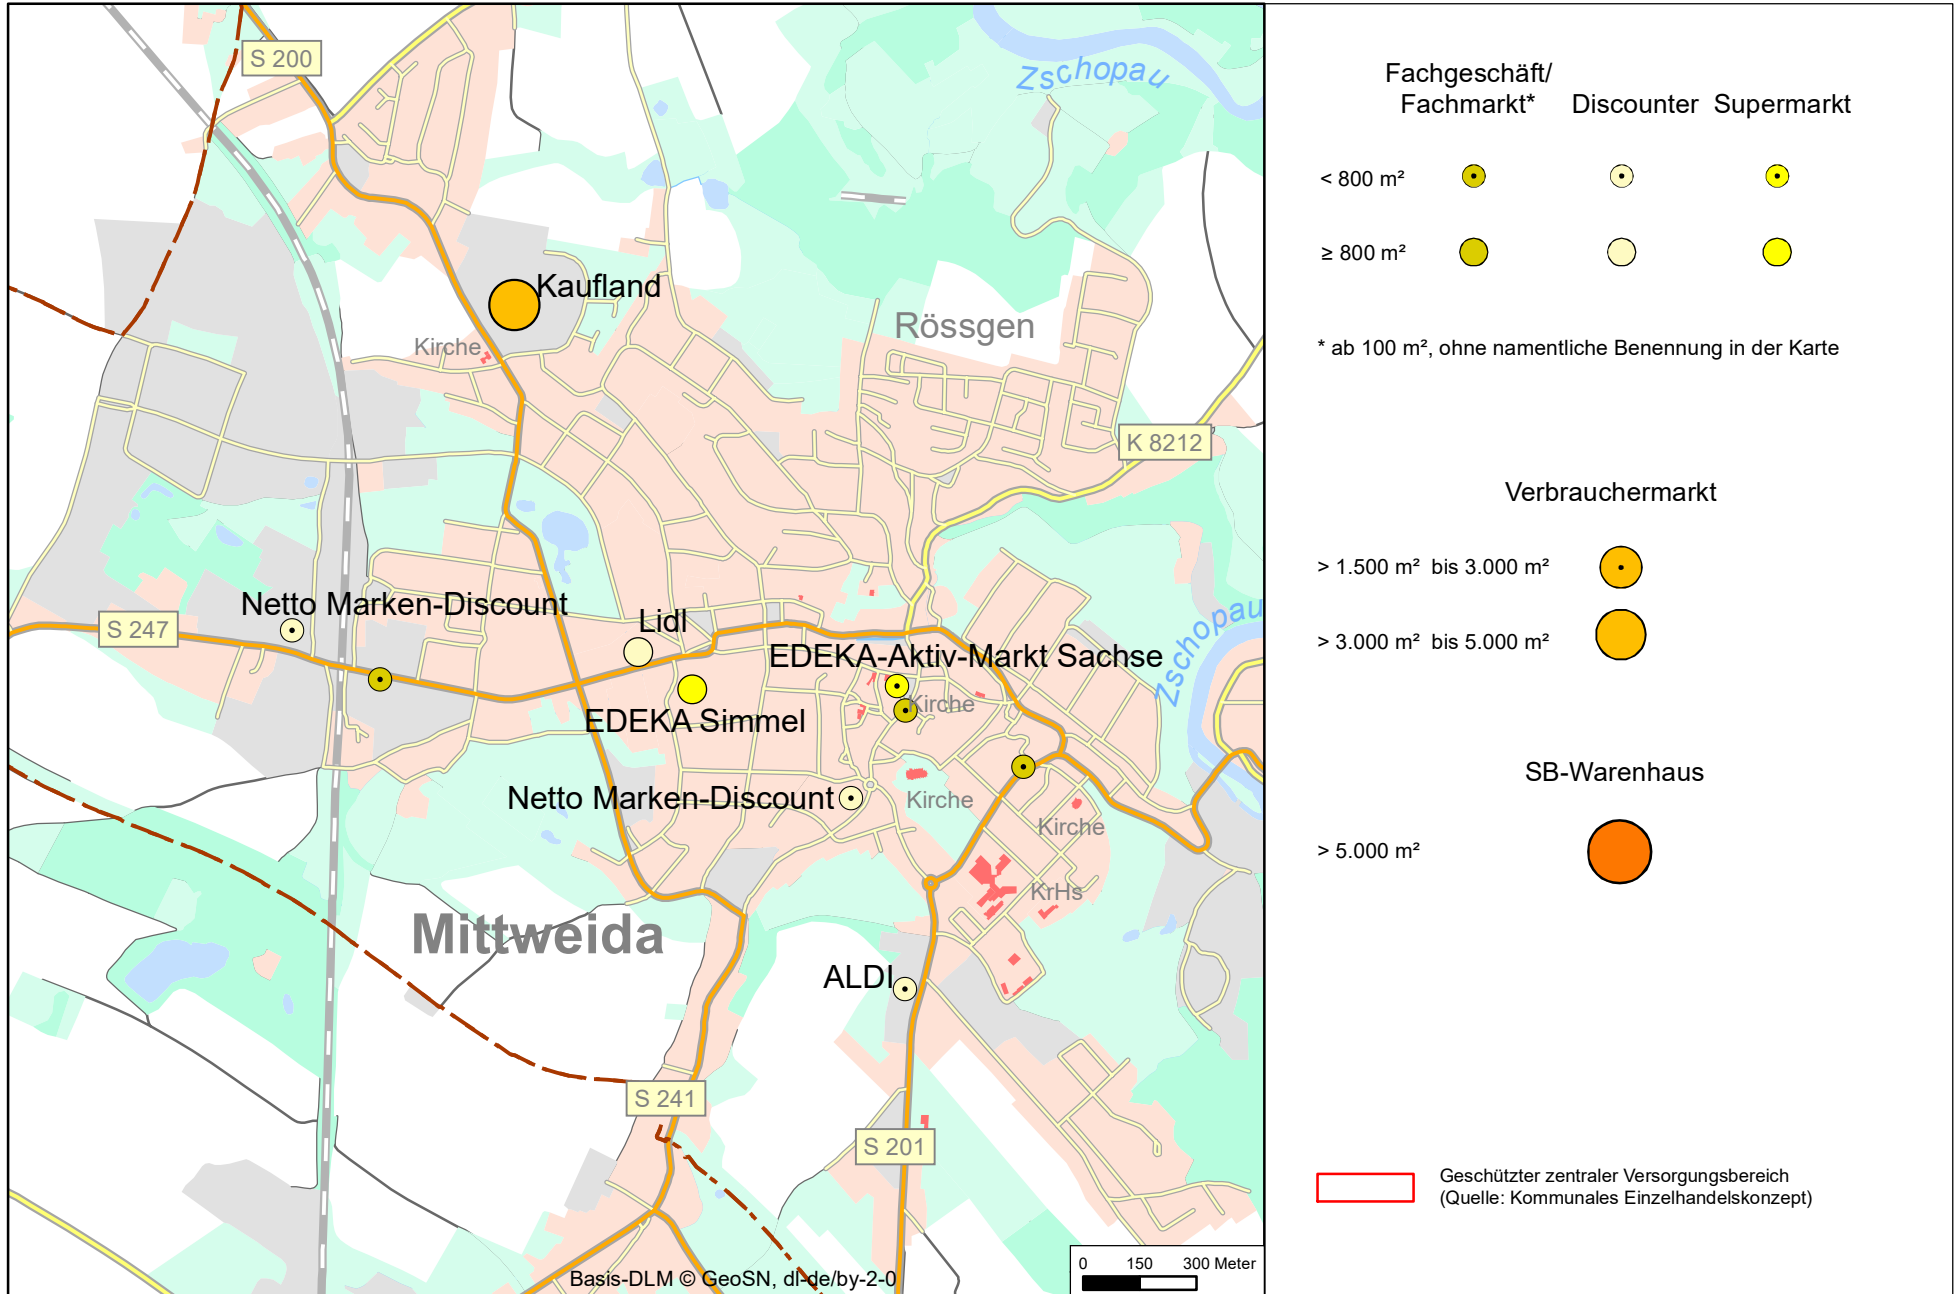 S 200
Zschopau
Kaufland
Kirche
Rössgen
K 8212
Netto Marken-Discount
S 247
Lidl
Zschopau
EDEKA-Aktiv-Markt Sachse
Kirche
EDEKA Simmel
Netto Marken-Discount
Kirche
Kirche
KrHs
Mittweida
ALDI
S 241
S 201
Basis-DLM © GeoSN, dl-de/by-2-0
0 150 300 Meter
Fachgeschäft/
Fachmarkt* Discounter Supermarkt
< 800 m²
≥ 800 m²
* ab 100 m², ohne namentliche Benennung in der Karte
Verbrauchermarkt
> 1.500 m² bis 3.000 m²
> 3.000 m² bis 5.000 m²
SB-Warenhaus
> 5.000 m²
Geschützter zentraler Versorgungsbereich
(Quelle: Kommunales Einzelhandelskonzept)